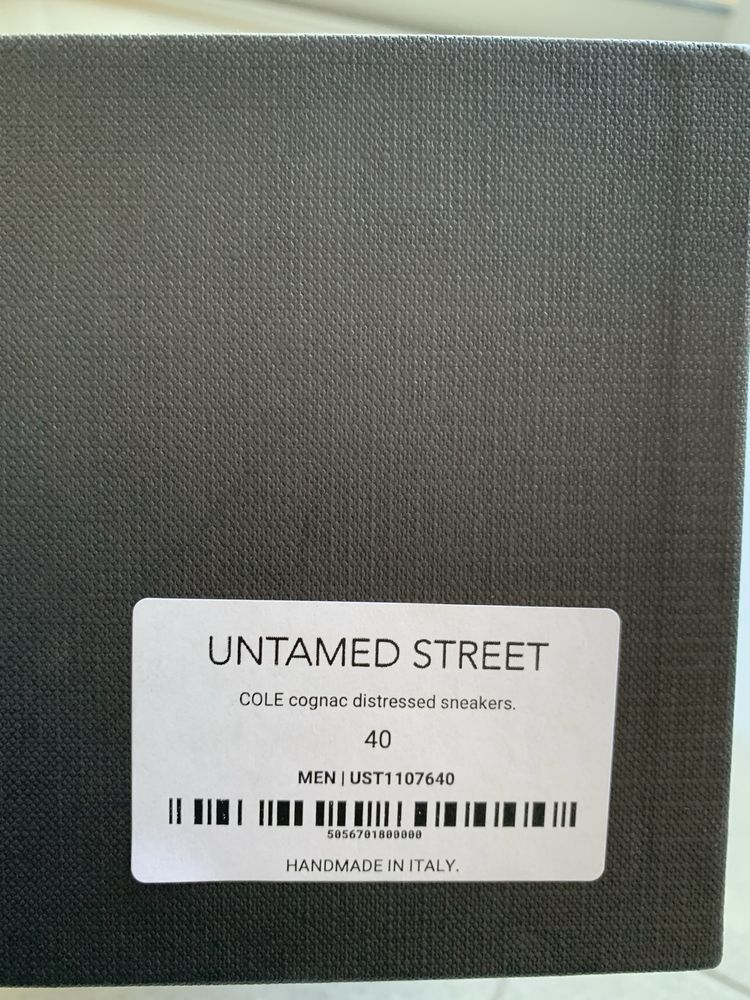 UNTAMED STREET
COLE cognac distressed sneakers.
40
MEN | UST1107640
5056701800000
HANDMADE IN ITALY.